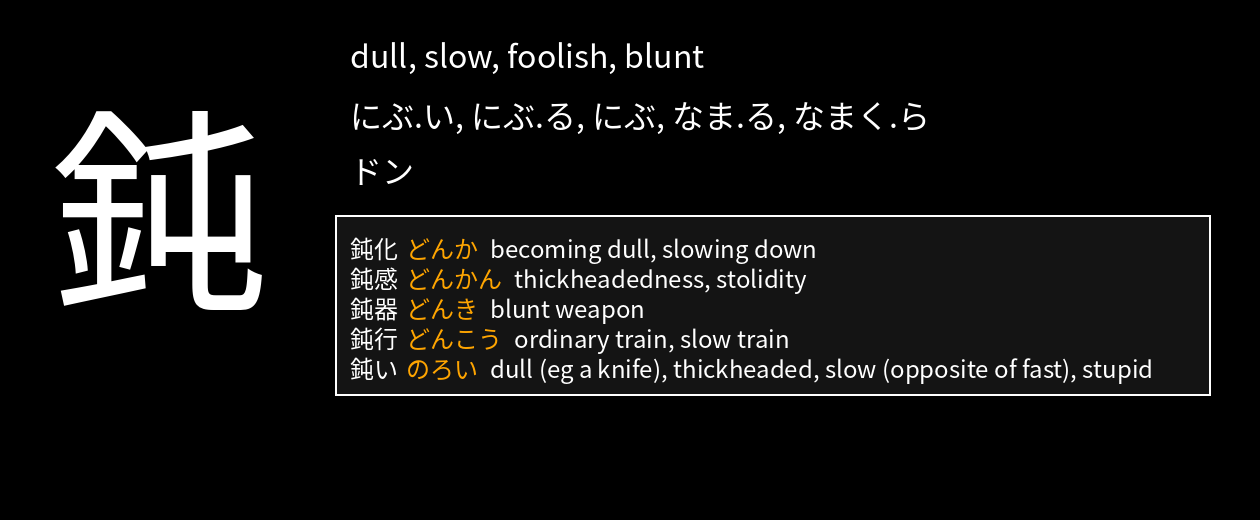 鈍
dull, slow, foolish, blunt
にぶ.い, にぶ.る, にぶ, なま.る, なまく.ら
ドン
鈍化 どんか becoming dull, slowing down
鈍感 どんかん thickheadedness, stolidity
鈍器 どんき blunt weapon
鈍行 どんこう ordinary train, slow train
鈍い のろい dull (eg a knife), thickheaded, slow (opposite of fast), stupid